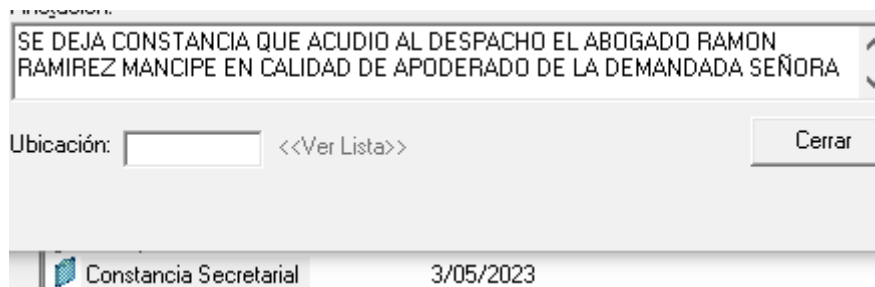 Anotación:
SE DEJA CONSTANCIA QUE ACUDIO AL DESPACHO EL ABOGADO RAMON
RAMIREZ MANCIPE EN CALIDAD DE APODERADO DE LA DEMANDADA SEÑORA
Ubicación: <<Ver Lista>> Cerrar
Constancia Secretarial 3/05/2023